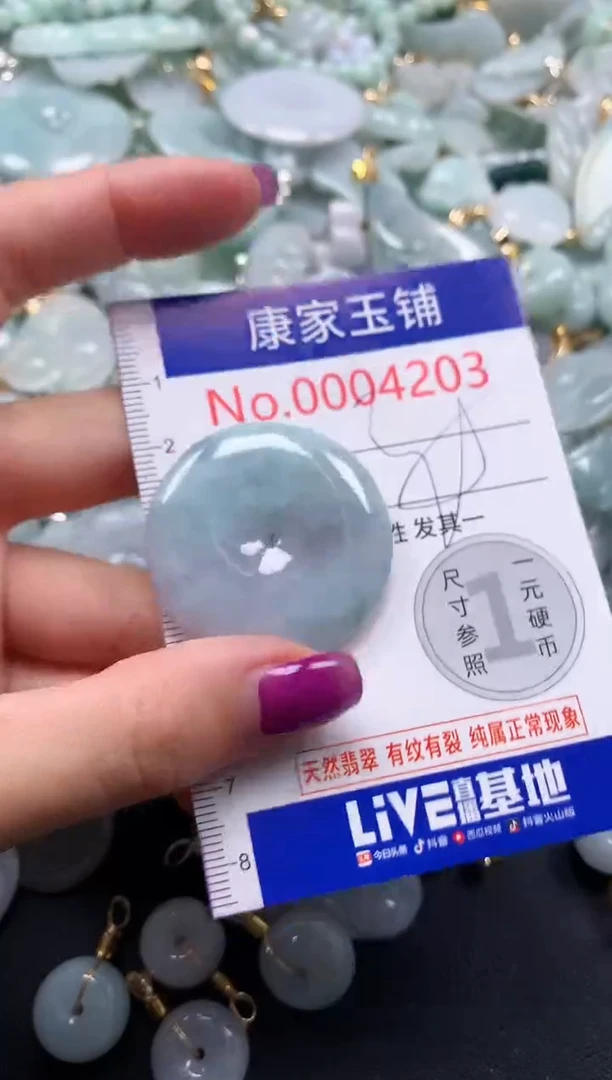 康家玉铺
No.0004203
1
2
性发其一
尺寸参照
1
一元硬币
天然翡翠 有纹有裂 纯属正常现象
7
LiVE直播基地
8
今日头条 抖音 西瓜视频 抖音火山版